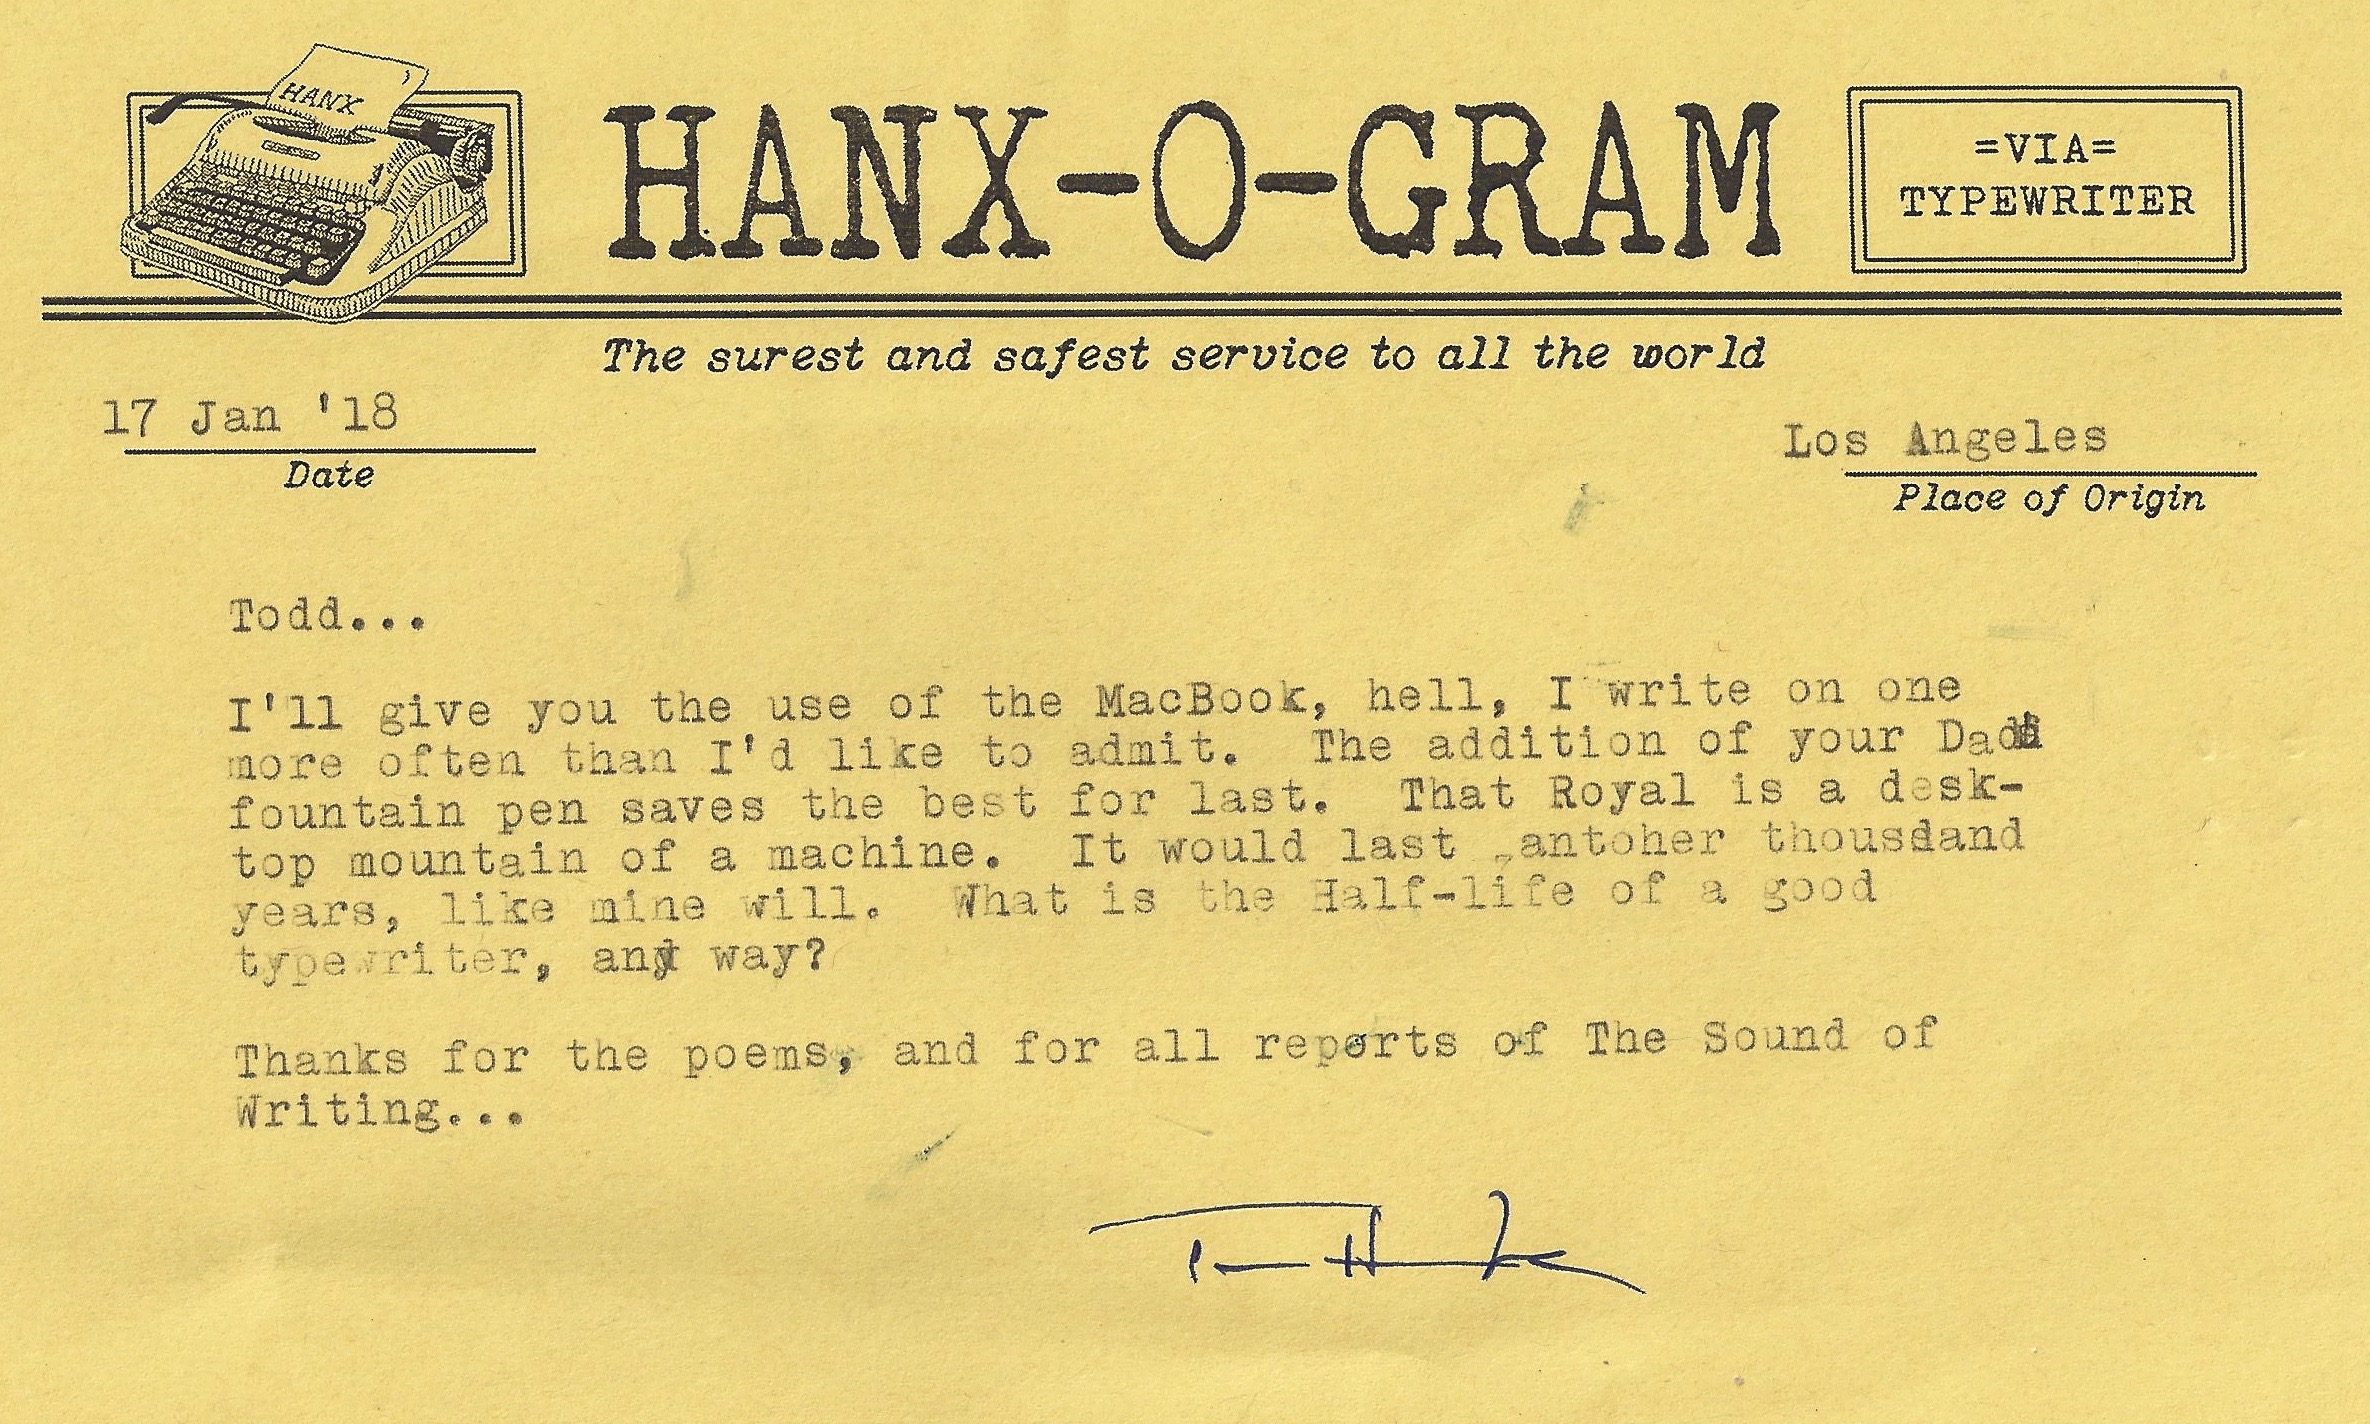 HANX
HANX-O-GRAM
=VIA=
TYPEWRITER
The surest and safest service to all the world
17 Jan '18
Date
Los Angeles
Place of Origin
Todd...
I'll give you the use of the MacBook, hell, I write on one
more often than I'd like to admit. The addition of your Dads
fountain pen saves the best for last. That Royal is a desk-
top mountain of a machine. It would last antoher thousand
years, like mine will. What is the Half-life of a good
typewriter, any way?
Thanks for the poems, and for all reports of The Sound of
Writing...
Tom Hanks